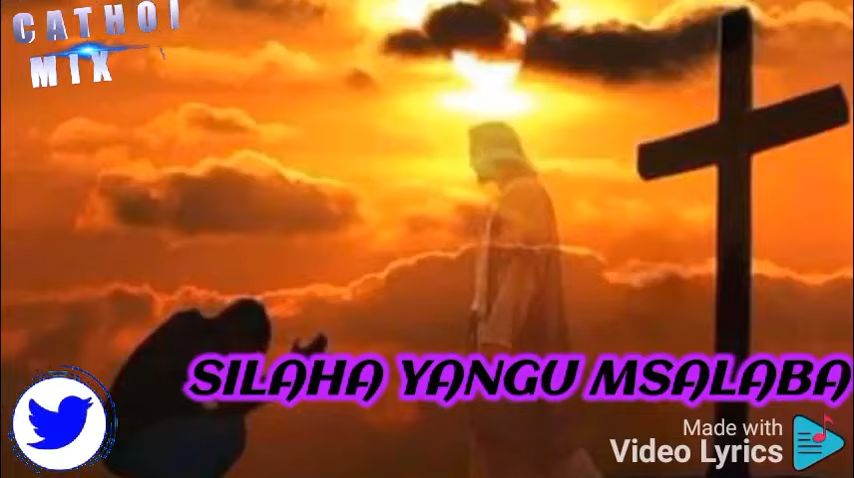 CATHOI
MIX
SILAHA YANGU MSALABA
Made with
Video Lyrics